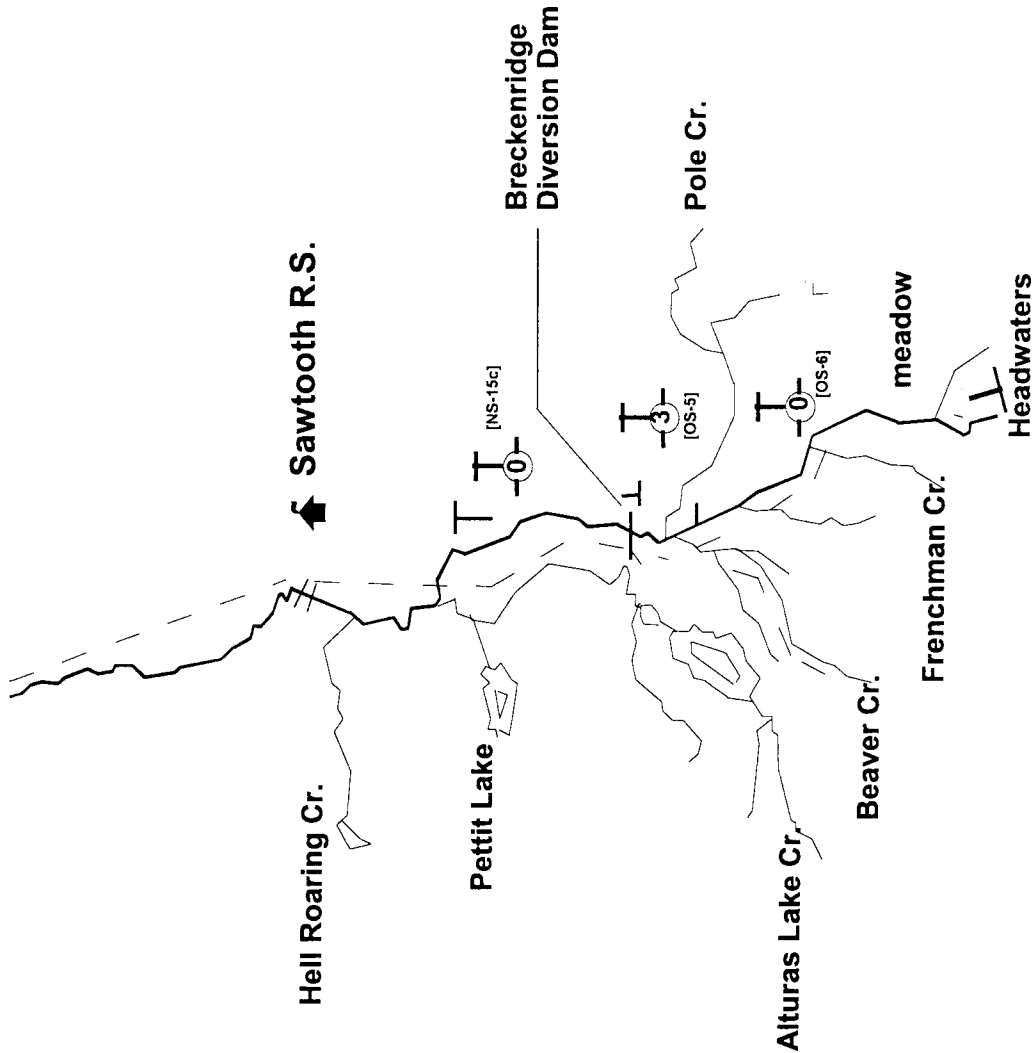 Sawtooth R.S.
Breckenridge
Diversion Dam
Hell Roaring Cr.
[NS-15c]
0
Pettit Lake
3
[OS-5]
Pole Cr.
0
[OS-6]
Alturas Lake Cr.
Beaver Cr.
Frenchman Cr.
meadow
Headwaters